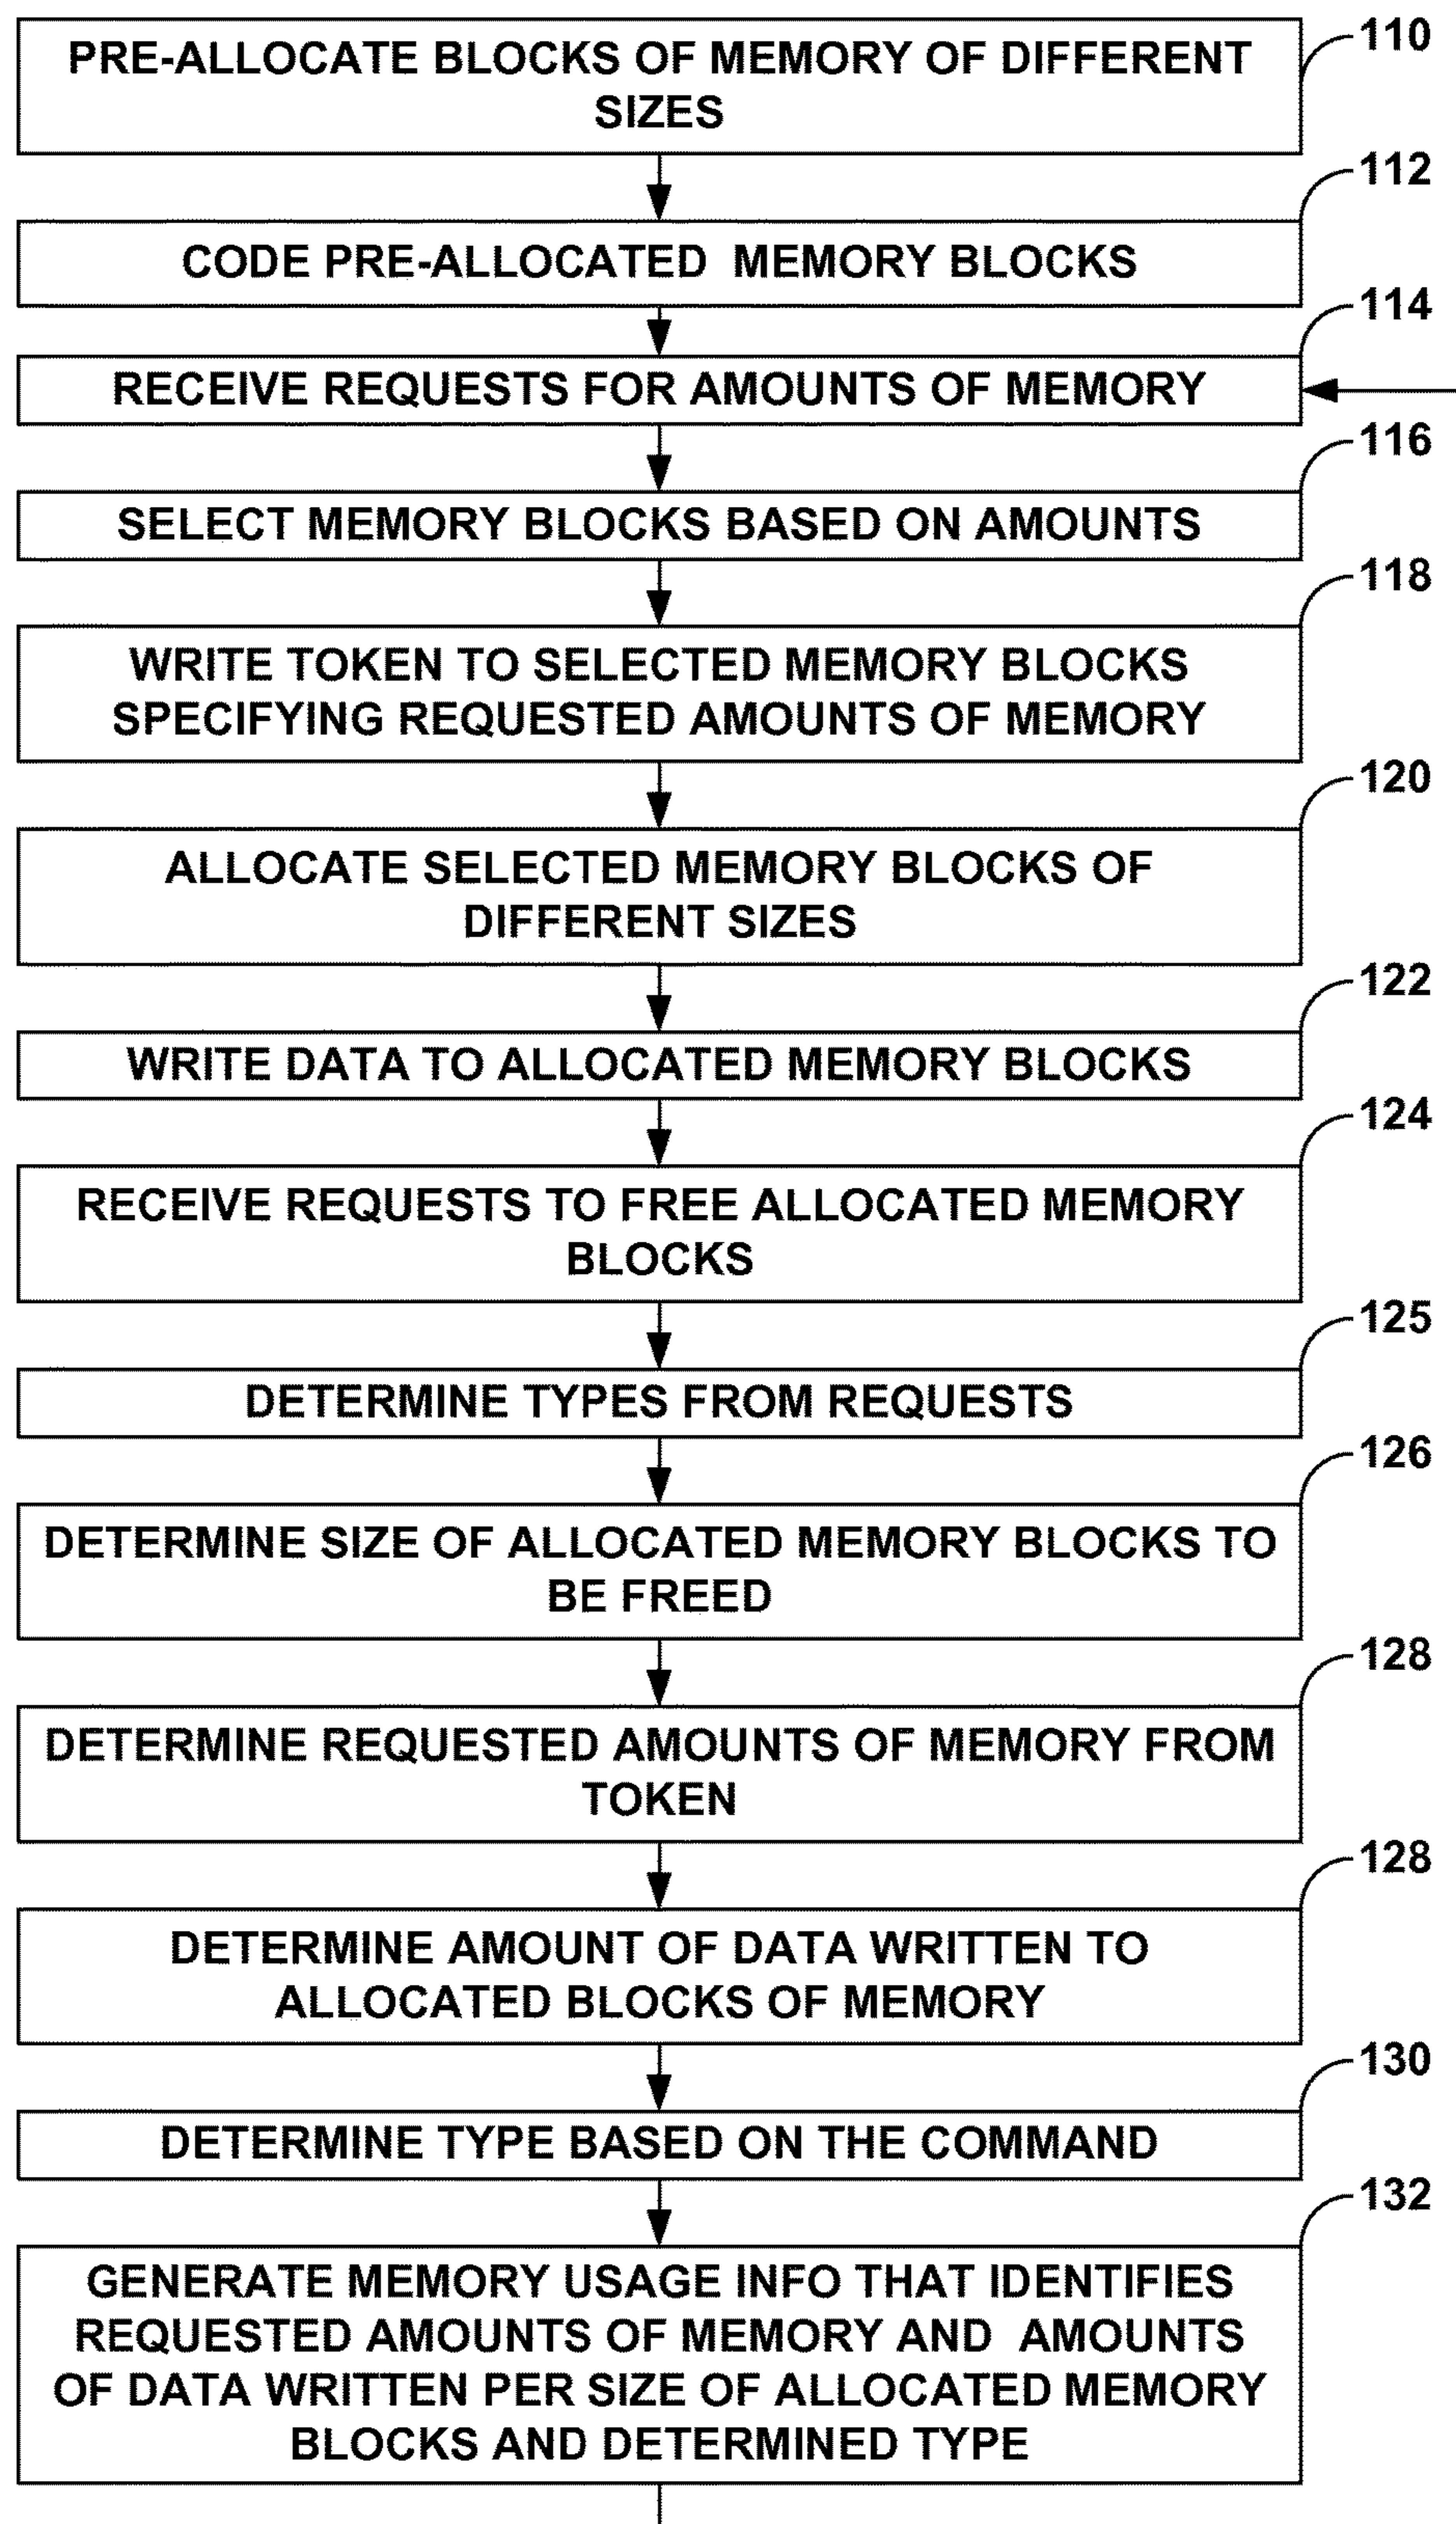 110
PRE-ALLOCATE BLOCKS OF MEMORY OF DIFFERENT
SIZES
112
CODE PRE-ALLOCATED MEMORY BLOCKS
114
RECEIVE REQUESTS FOR AMOUNTS OF MEMORY
116
SELECT MEMORY BLOCKS BASED ON AMOUNTS
118
WRITE TOKEN TO SELECTED MEMORY BLOCKS
SPECIFYING REQUESTED AMOUNTS OF MEMORY
120
ALLOCATE SELECTED MEMORY BLOCKS OF
DIFFERENT SIZES
122
WRITE DATA TO ALLOCATED MEMORY BLOCKS
124
RECEIVE REQUESTS TO FREE ALLOCATED MEMORY
BLOCKS
125
DETERMINE TYPES FROM REQUESTS
126
DETERMINE SIZE OF ALLOCATED MEMORY BLOCKS TO
BE FREED
128
DETERMINE REQUESTED AMOUNTS OF MEMORY FROM
TOKEN
128
DETERMINE AMOUNT OF DATA WRITTEN TO
ALLOCATED BLOCKS OF MEMORY
130
DETERMINE TYPE BASED ON THE COMMAND
132
GENERATE MEMORY USAGE INFO THAT IDENTIFIES
REQUESTED AMOUNTS OF MEMORY AND AMOUNTS
OF DATA WRITTEN PER SIZE OF ALLOCATED MEMORY
BLOCKS AND DETERMINED TYPE